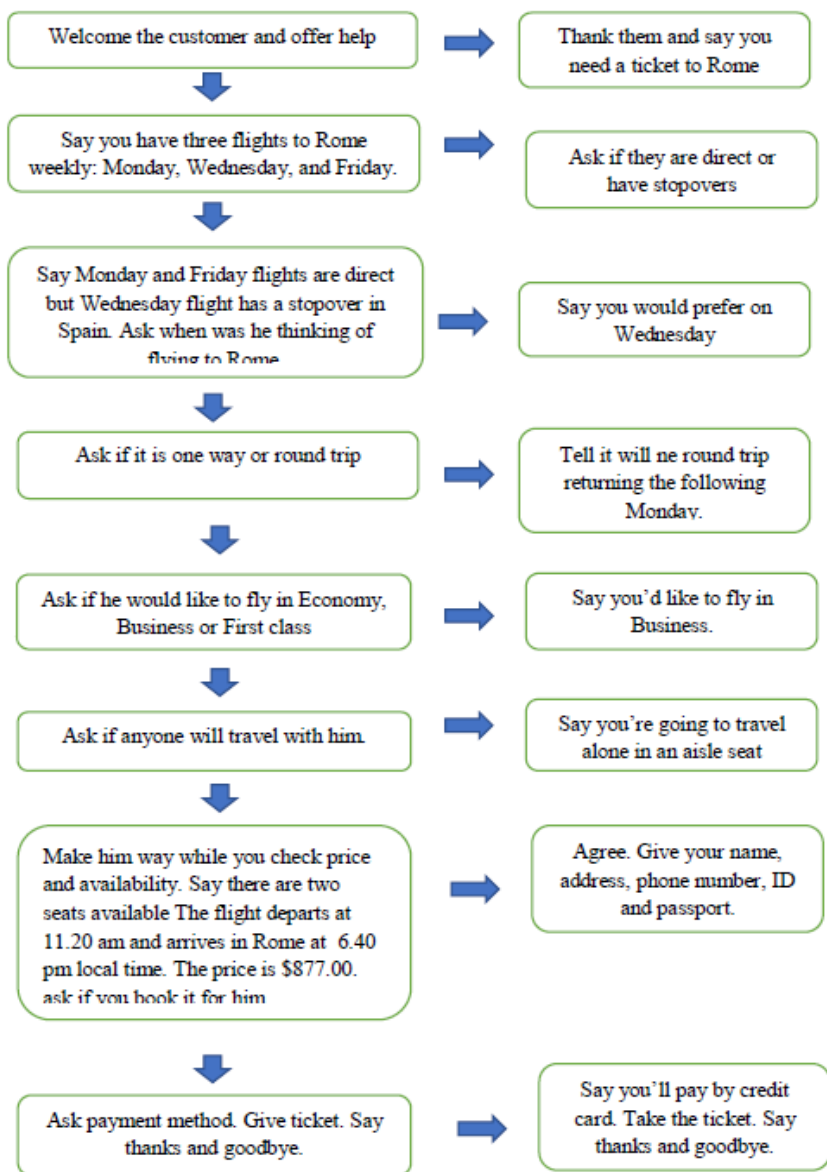 Welcome the customer and offer help
Thank them and say you
need a ticket to Rome
Say you have three flights to Rome
weekly: Monday, Wednesday, and Friday.
Ask if they are direct or
have stopovers
Say Monday and Friday flights are direct
but Wednesday flight has a stopover in
Spain. Ask when was he thinking of
flying to Rome
Say you would prefer on
Wednesday
Ask if it is one way or round trip
Tell it will ne round trip
returning the following
Monday.
Ask if he would like to fly in Economy,
Business or First class
Say you’d like to fly in
Business.
Ask if anyone will travel with him.
Say you’re going to travel
alone in an aisle seat
Make him way while you check price
and availability. Say there are two
seats available The flight departs at
11.20 am and arrives in Rome at 6.40
pm local time. The price is $877.00.
ask if you book it for him
Agree. Give your name,
address, phone number, ID
and passport.
Ask payment method. Give ticket. Say
thanks and goodbye.
Say you’ll pay by credit
card. Take the ticket. Say
thanks and goodbye.